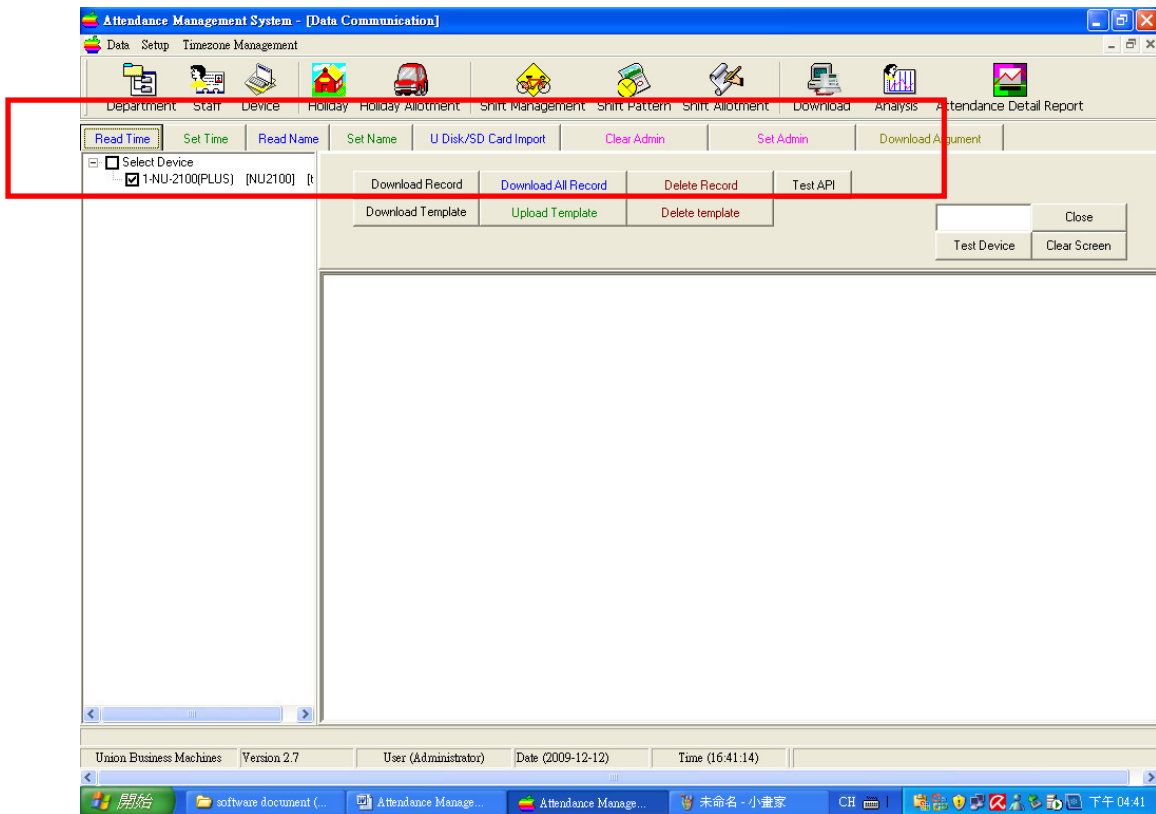 Attendance Management System - [Data Communication]
Data Setup Timezone Management
Department Staff Device Holiday Holiday Allotment Shift Management Shift Pattern Shift Allotment Download Analysis Attendance Detail Report
Read Time Set Time Read Name Set Name U Disk/SD Card Import Clear Admin Set Admin Download Argument
Select Device
1-NU-2100(PLUS) [NU2100] [t
Download Record Download All Record Delete Record Test API
Download Template Upload Template Delete template
Close
Test Device Clear Screen
Union Business Machines Version 2.7 User (Administrator) Date (2009-12-12) Time (16:41:14)
開始 software document (... Attendance Manage... Attendance Manage... 未命名 - 小畫家 CH 下午 04:41